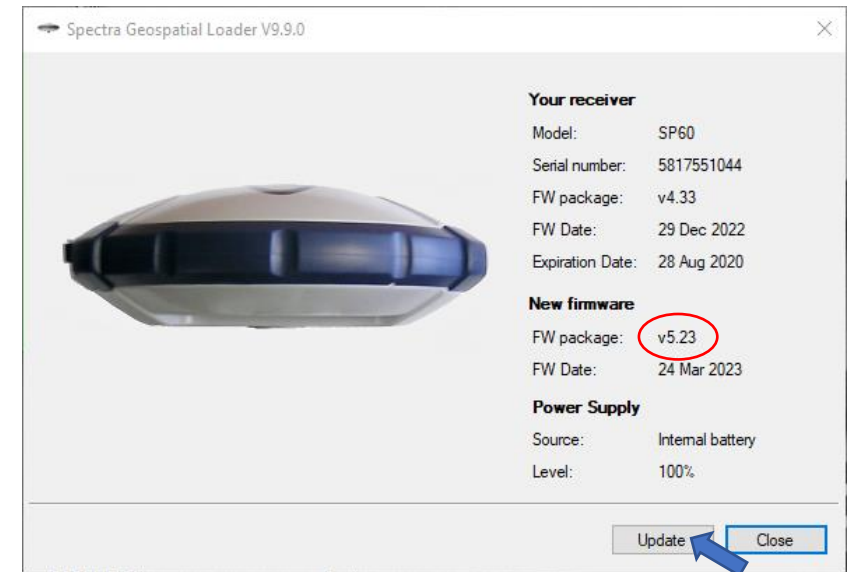 Spectra Geospatial Loader V9.9.0
Your receiver
Model: SP60
Serial number: 5817551044
FW package: v4.33
FW Date: 29 Dec 2022
Expiration Date: 28 Aug 2020
New firmware
FW package: v5.23
FW Date: 24 Mar 2023
Power Supply
Source: Internal battery
Level: 100%
Update Close